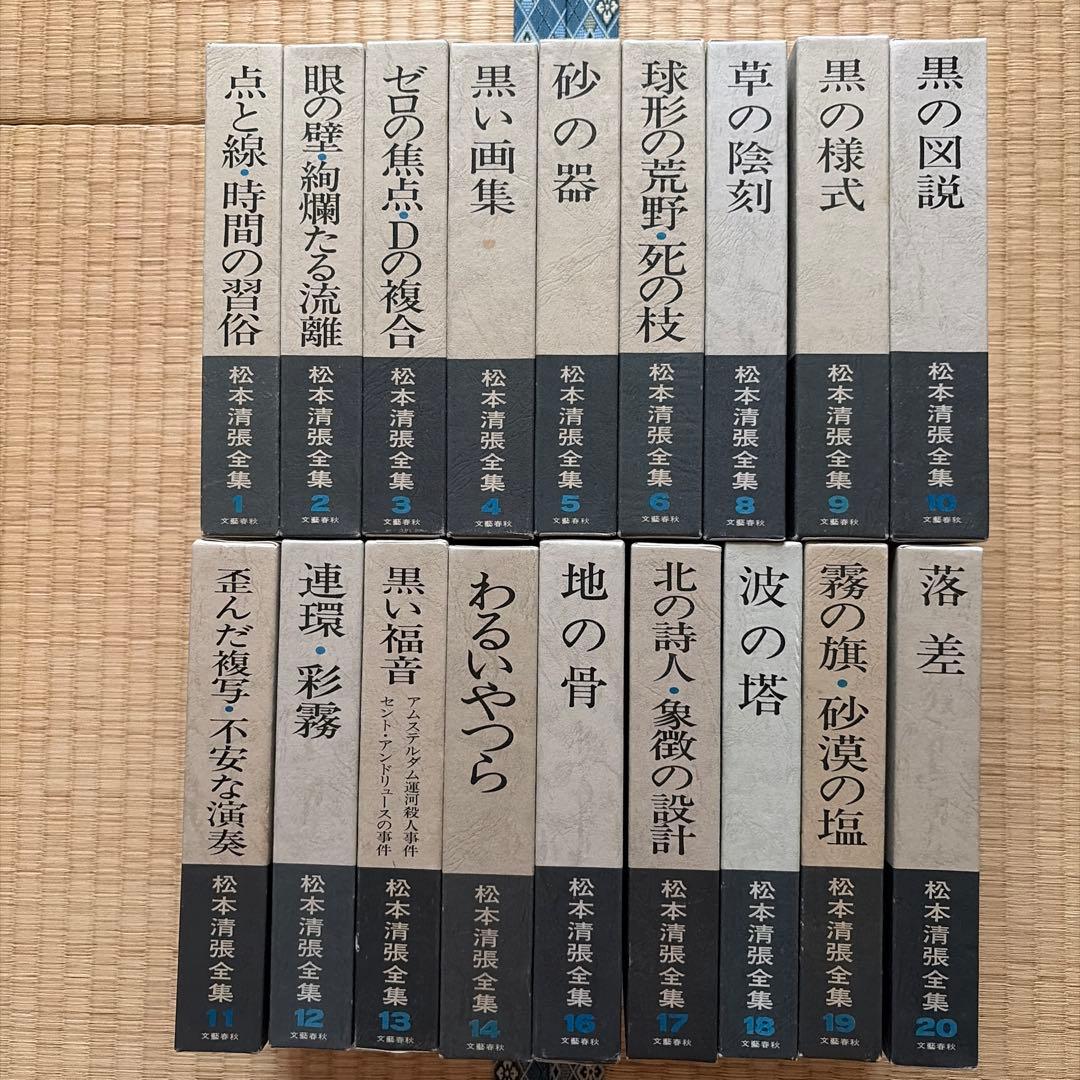 点と線・時間の習俗
松本清張全集
1
文藝春秋
眼の壁・絢爛たる流離
松本清張全集
2
文藝春秋
ゼロの焦点・Dの複合
松本清張全集
3
文藝春秋
黒い画集
松本清張全集
4
文藝春秋
砂の器
松本清張全集
5
文藝春秋
球形の荒野・死の枝
松本清張全集
6
文藝春秋
草の陰刻
松本清張全集
8
文藝春秋
黒の様式
松本清張全集
9
文藝春秋
黒の図説
松本清張全集
10
文藝春秋
歪んだ複写・不安な演奏
松本清張全集
11
文藝春秋
連環・彩霧
松本清張全集
12
文藝春秋
黒い福音
アムステルダム運河殺人事件
セント・アンドリュースの事件
松本清張全集
13
文藝春秋
わるいやつら
松本清張全集
14
文藝春秋
地の骨
松本清張全集
16
文藝春秋
北の詩人・象徴の設計
松本清張全集
17
文藝春秋
波の塔
松本清張全集
18
文藝春秋
霧の旗・砂漠の塩
松本清張全集
19
文藝春秋
落差
松本清張全集
20
文藝春秋